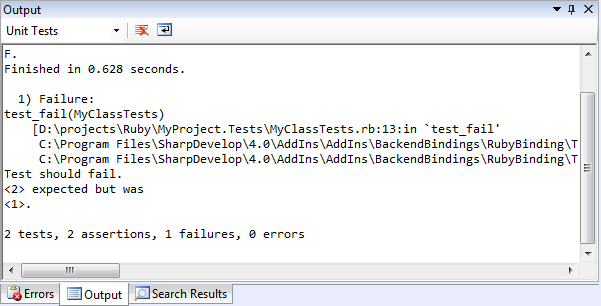 Output
Unit Tests
F.
Finished in 0.628 seconds.
1) Failure:
test_fail(MyClassTests)
[D:\projects\Ruby\MyProject.Tests\MyClassTests.rb:13:in `test_fail'
C:\Program Files\SharpDevelop\4.0\AddIns\AddIns\BackendBindings\RubyBinding\T
C:\Program Files\SharpDevelop\4.0\AddIns\AddIns\BackendBindings\RubyBinding\T
Test should fail.
<2> expected but was
<1>.
2 tests, 2 assertions, 1 failures, 0 errors
Errors Output Search Results